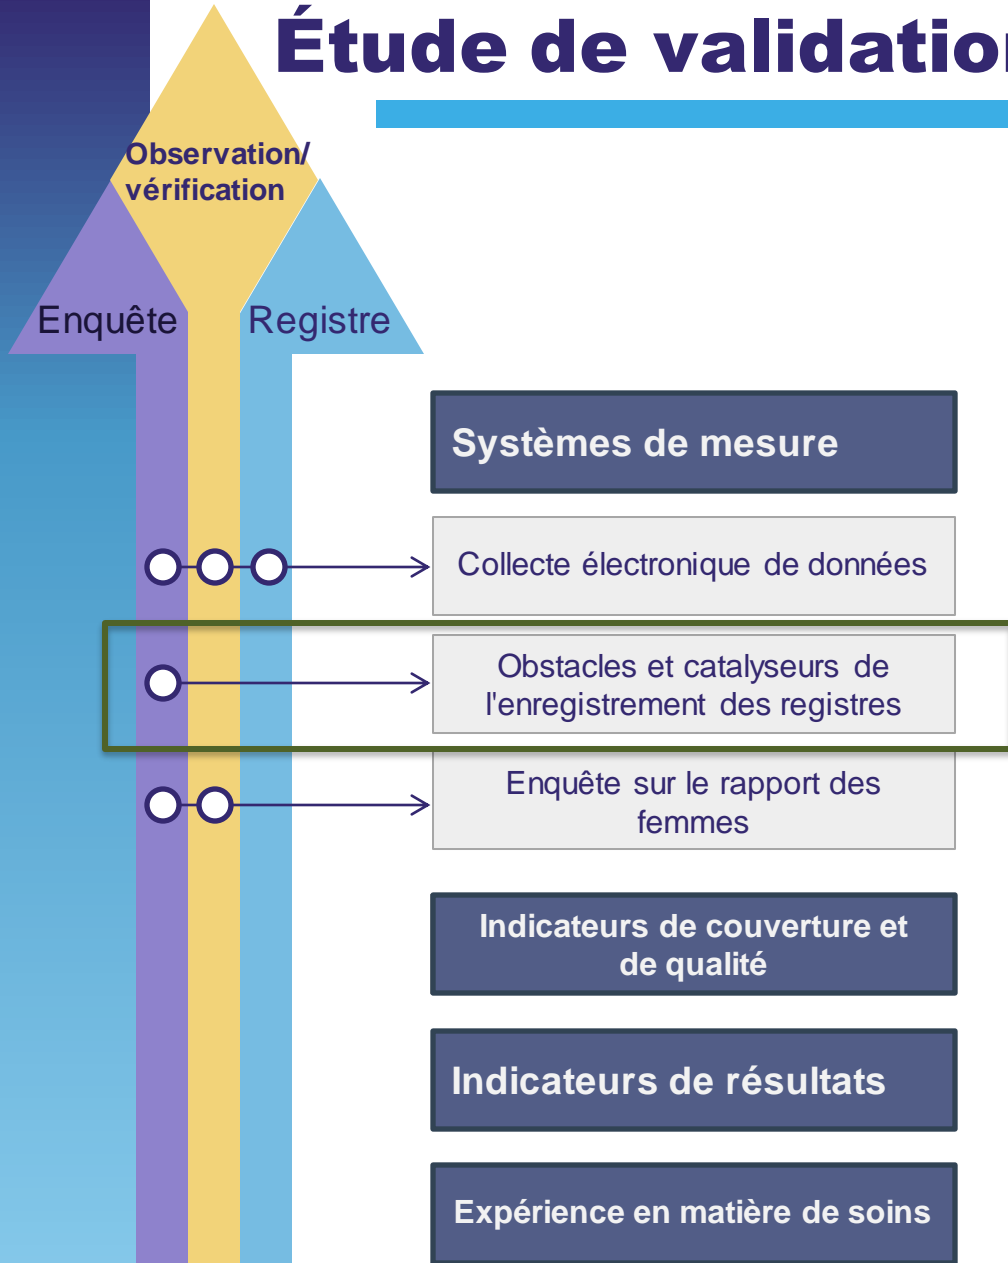 Étude de validation
Observation/
vérification
Enquête
Registre
Systèmes de mesure
Collecte électronique de données
Obstacles et catalyseurs de
l'enregistrement des registres
Enquête sur le rapport des
femmes
Indicateurs de couverture et
de qualité
Indicateurs de résultats
Expérience en matière de soins